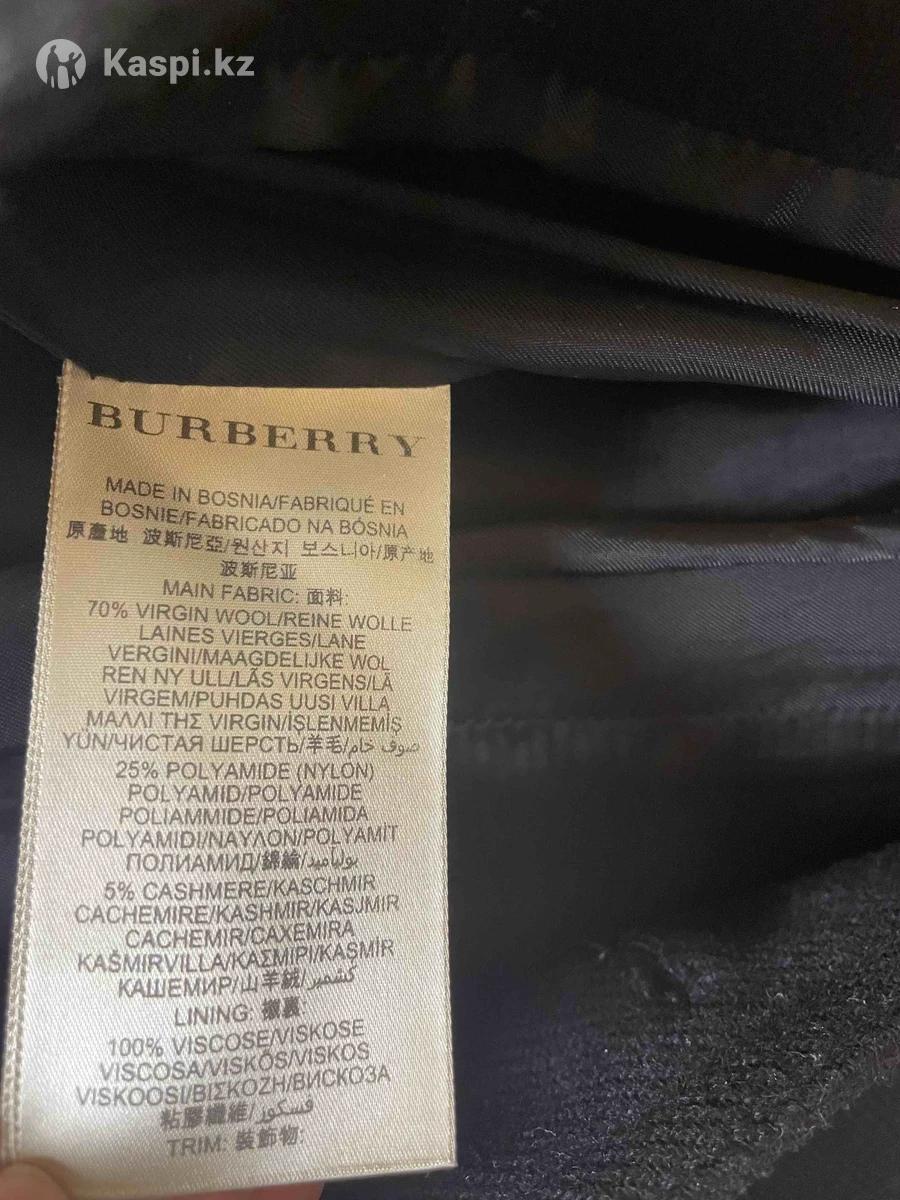 Kaspi.kz
BURBERRY
MADE IN BOSNIA/FABRIQUÉ EN
BOSNIE/FABRICADO NA BÓSNIA
原產地 波斯尼亞/원산지 보스니아/原产地
波斯尼亚
MAIN FABRIC: 面料:
70% VIRGIN WOOL/REINE WOLLE
LAINES VIERGES/LANE
VERGINI/MAAGDELIJKE WOL
REN NY ULL/LÃS VIRGENS/LÃ
VIRGEM/PUHDAS UUSI VILLA
ΜΑΛΛΙ ΤΗΣ VIRGIN/İŞLENMEMİŞ
YÜN/ЧИСТАЯ ШЕРСТЬ/羊毛/صوف خام
25% POLYAMIDE (NYLON)
POLYAMID/POLYAMIDE
POLIAMMIDE/POLIAMIDA
POLYAMIDI/ΝΑΥΛΟΝ/POLYAMİT
ПОЛИАМИД/錦綸/بولياميد
5% CASHMERE/KASCHMIR
CACHEMIRE/KASHMIR/KASJMIR
CACHEMIR/CAXEMIRA
KAŠMIRVILLA/ΚΑΣΜΙΡΙ/KAŞMİR
КАШЕМИР/山羊絨/كشمير
LINING: 襯裏:
100% VISCOSE/VISKOSE
VISCOSA/VISKÓS/VISKOS
VISKOOSI/ΒΙΣΚΟΖΗ/ВИСКОЗА
粘膠纖維/فسكوز
TRIM: 裝飾物: